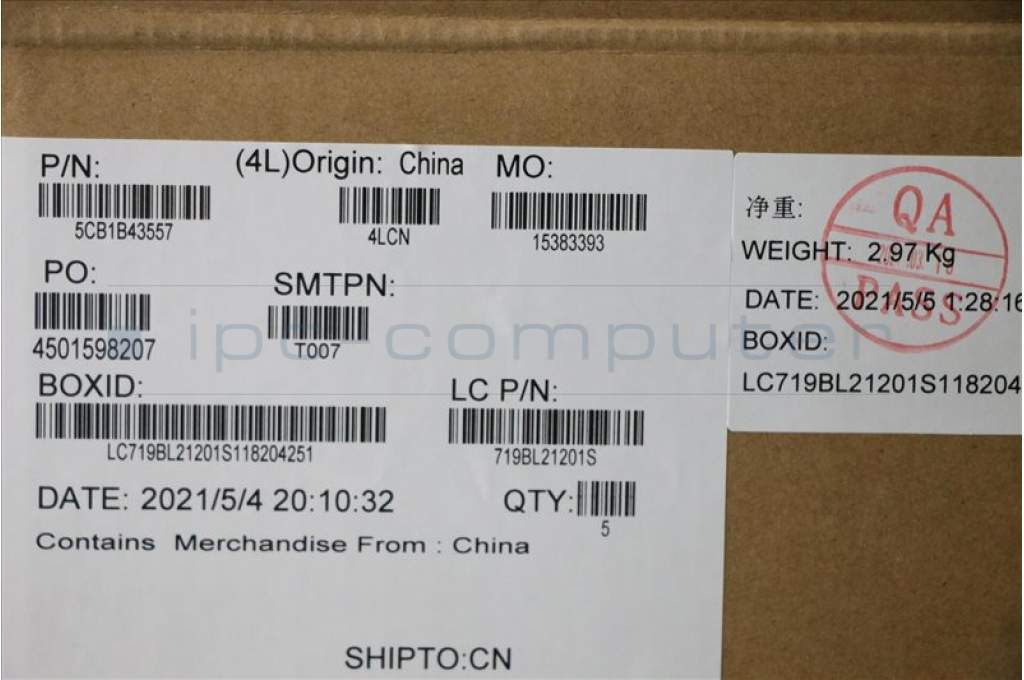 P/N: (4L)Origin: China MO:
5CB1B43557 4LCN 15383393
PO: SMTPN:
4501598207 T007
BOXID: LC P/N:
LC719BL21201S118204251 719BL21201S
DATE: 2021/5/4 20:10:32 QTY:
5
Contains Merchandise From : China
SHIPTO:CN
净重:
WEIGHT: 2.97 Kg
DATE: 2021/5/5 1:28:16
BOXID:
LC719BL21201S118204
QA
PASS
ipc computer